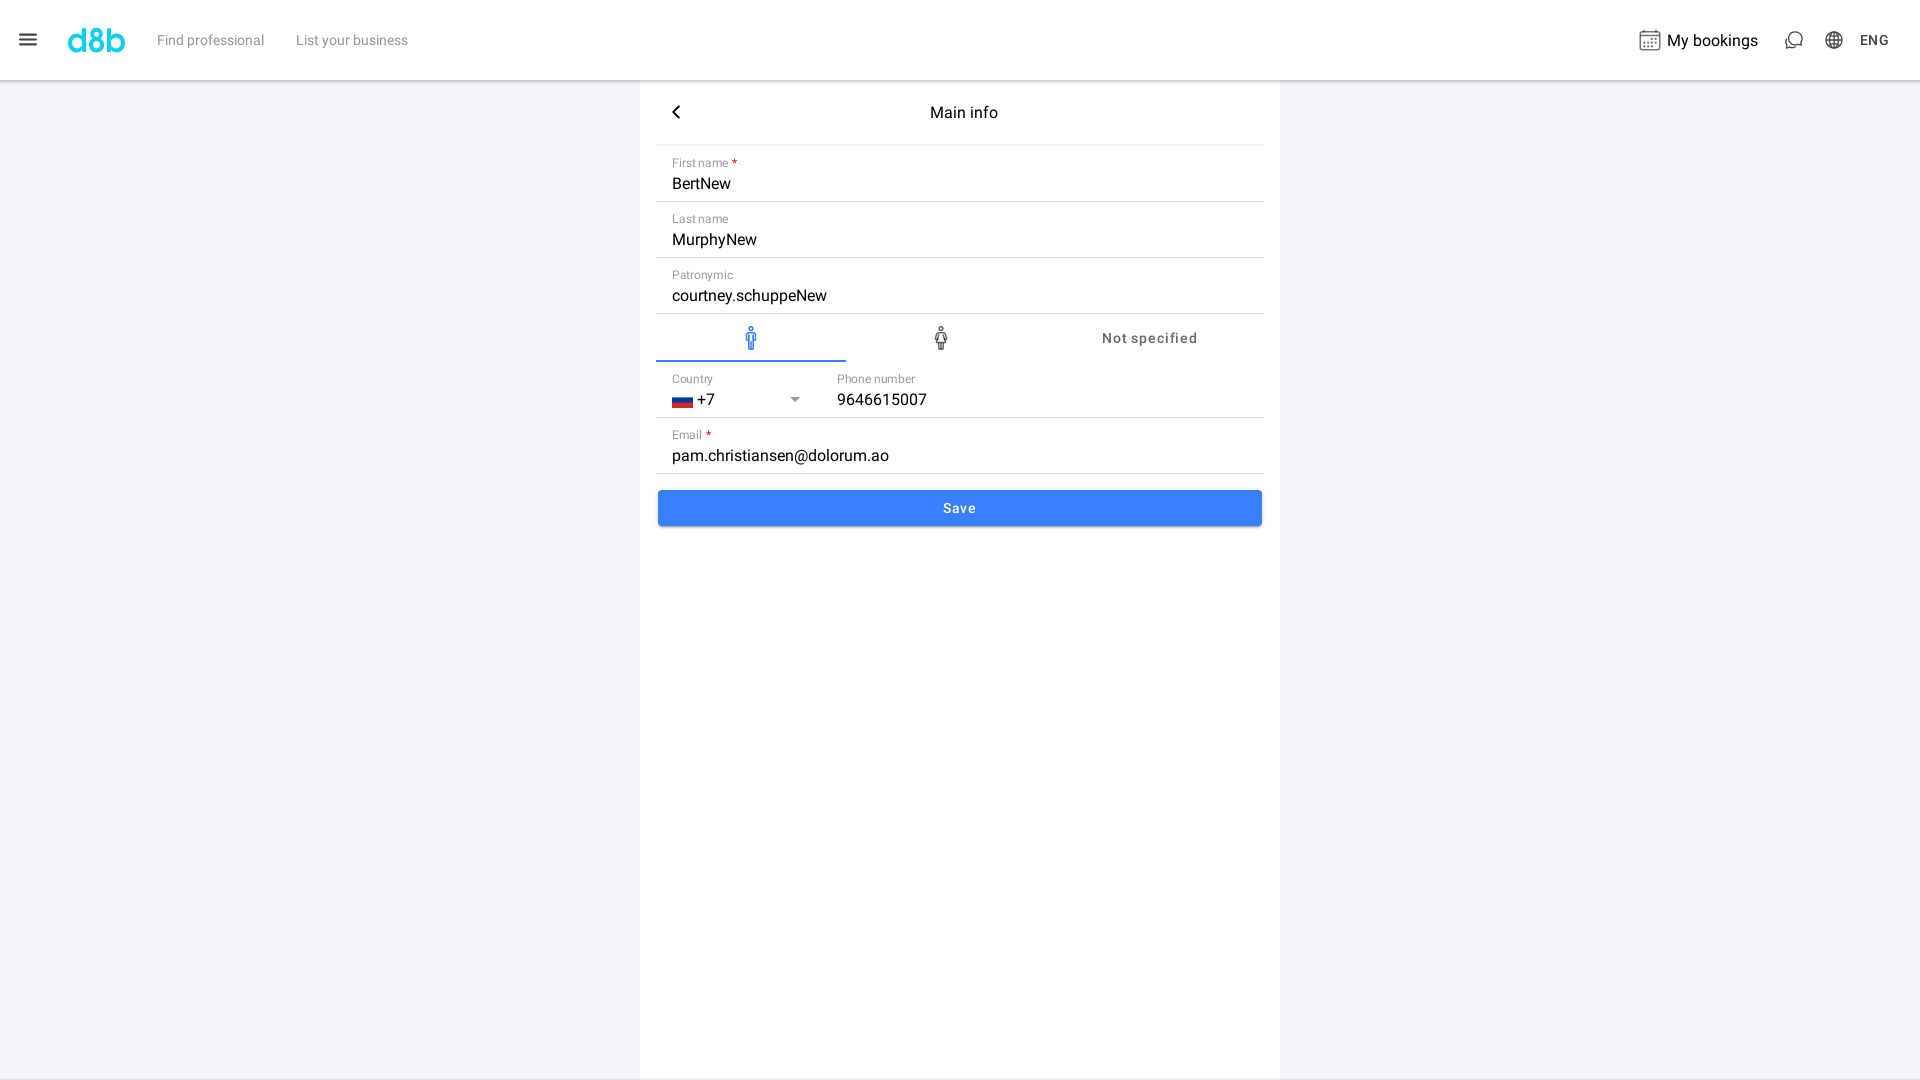 d8b
Find professional
List your business
My bookings
ENG
Main info
First name *
BertNew
Last name
MurphyNew
Patronymic
courtney.schuppeNew
Not specified
Country
+7
Phone number
9646615007
Email *
pam.christiansen@dolorum.ao
Save